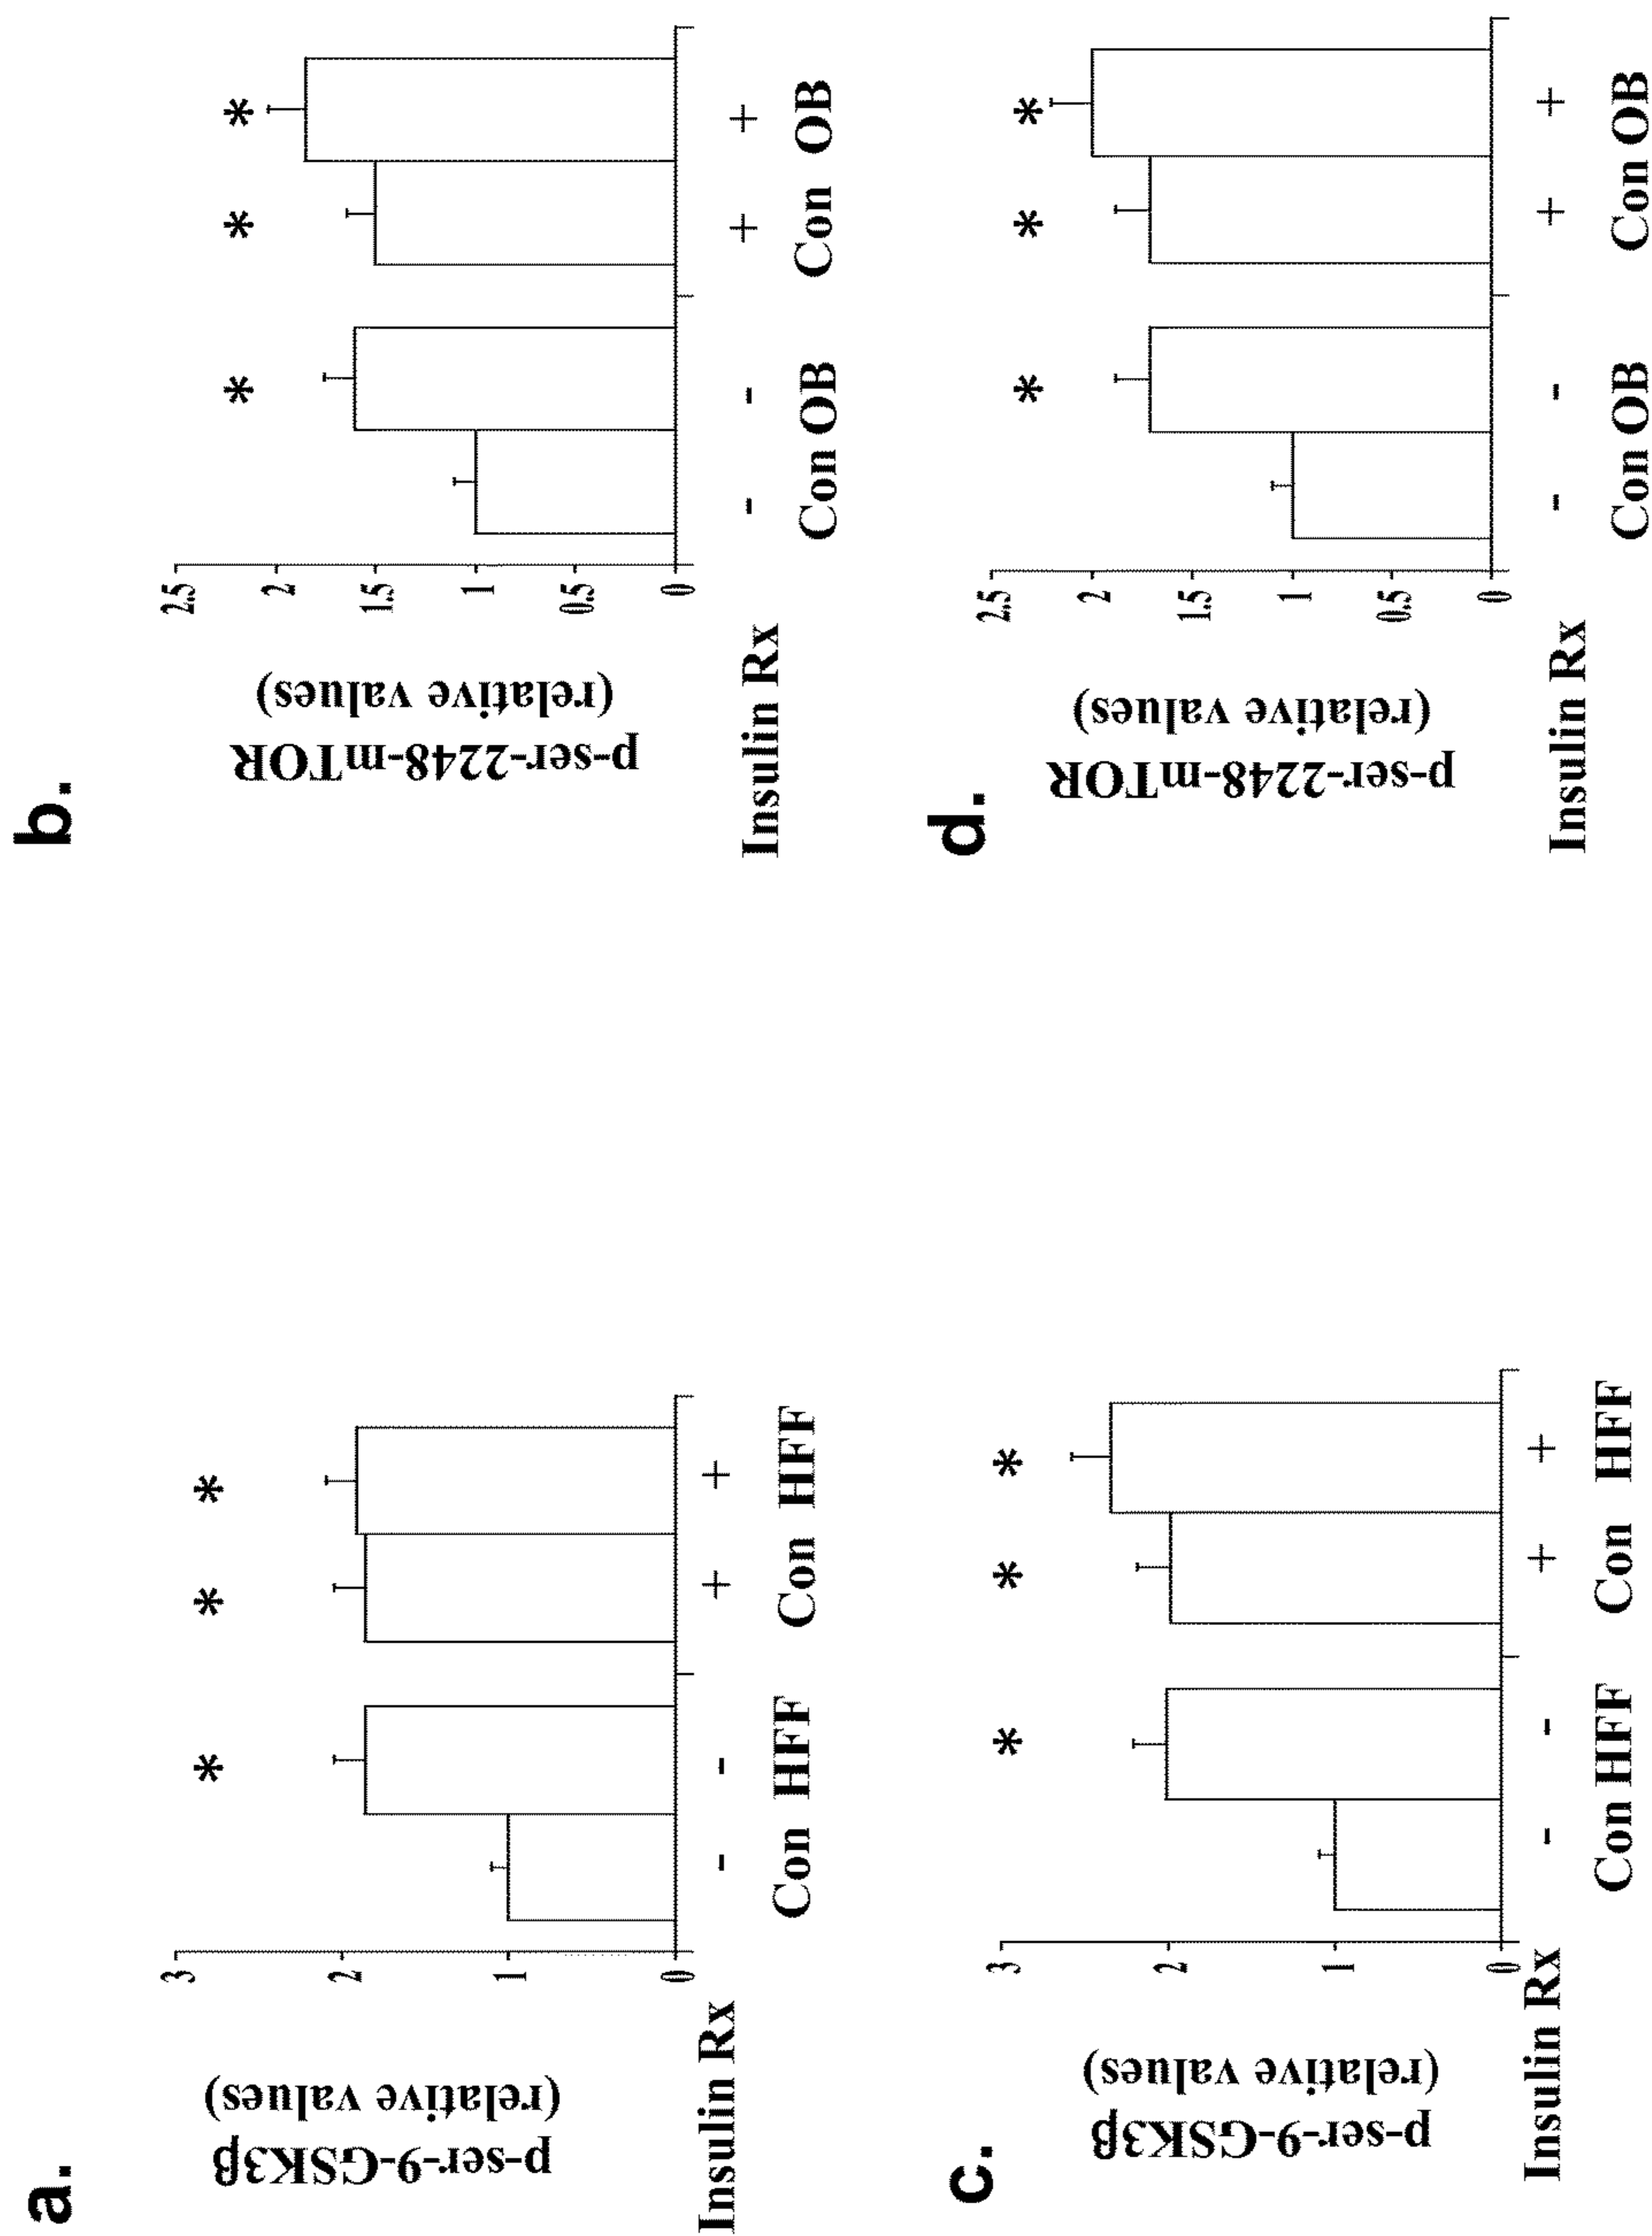 a.
p-ser-9-GSK3β
(relative values)
3
2
1
0
* * *
Insulin Rx - - + +
Con HFF Con HFF
b.
p-ser-2248-mTOR
(relative values)
2.5
2
1.5
1
0.5
0
* * *
Insulin Rx - - + +
Con OB Con OB
c.
p-ser-9-GSK3β
(relative values)
3
2
1
0
* * *
Insulin Rx - - + +
Con HFF Con HFF
d.
p-ser-2248-mTOR
(relative values)
2.5
2
1.5
1
0.5
0
* * *
Insulin Rx - - + +
Con OB Con OB